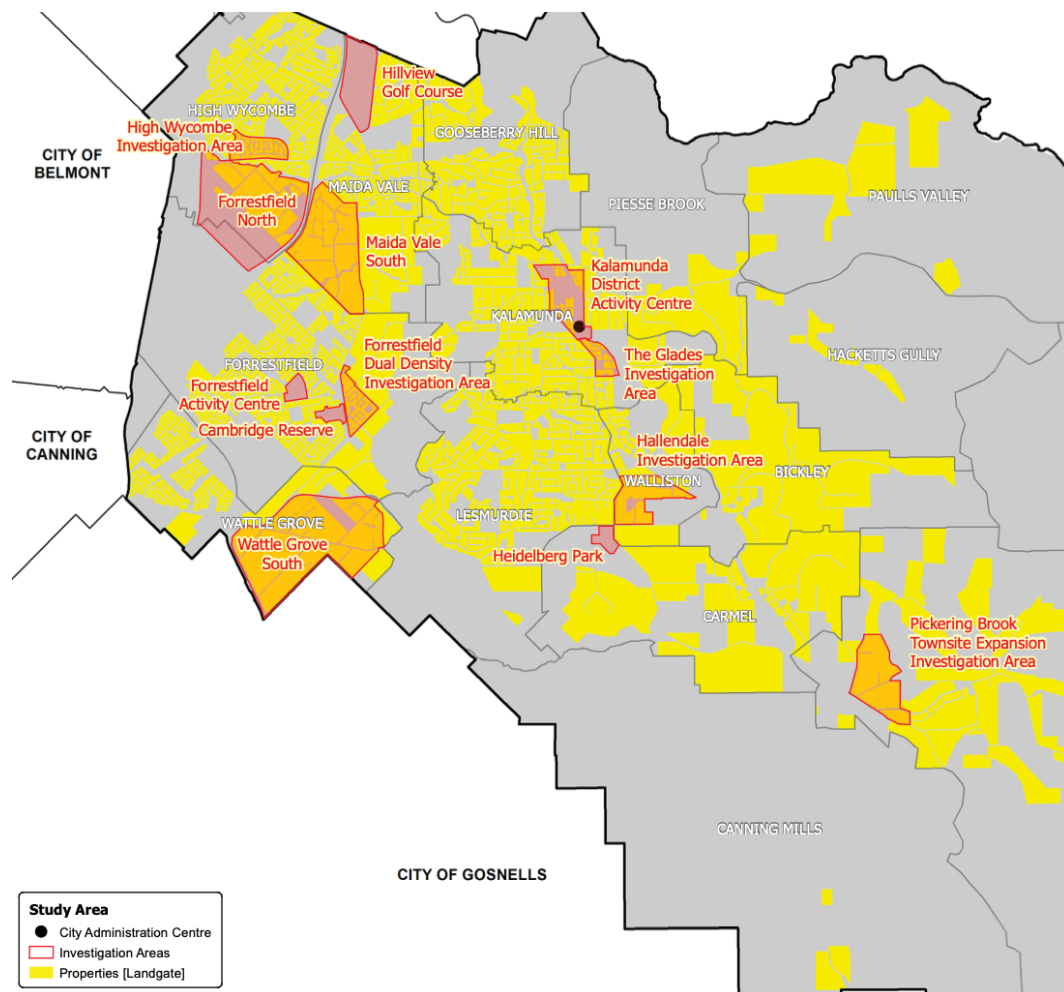 Hillview
Golf Course
HIGH WYCOMBE
High Wycombe
Investigation Area
GOOSEBERRY HILL
CITY OF
BELMONT
MAIDA VALE
PAULLS VALLEY
PIESSE BROOK
Forrestfield
North
Maida Vale
South
Kalamunda
District
Activity Centre
KALAMUNDA
FORRESTFIELD
Forrestfield
Dual Density
Investigation Area
The Glades
Investigation
Area
HACKETTS GULLY
Forrestfield
Activity Centre
Cambridge Reserve
CITY OF
CANNING
Hallendale
Investigation Area
WALLISTON
BICKLEY
LESMURDIE
WATTLE GROVE
Wattle Grove
South
Heidelberg Park
CARMEL
Pickering Brook
Townsite Expansion
Investigation Area
CANNING MILLS
CITY OF GOSNELLS
Study Area
City Administration Centre
Investigation Areas
Properties [Landgate]